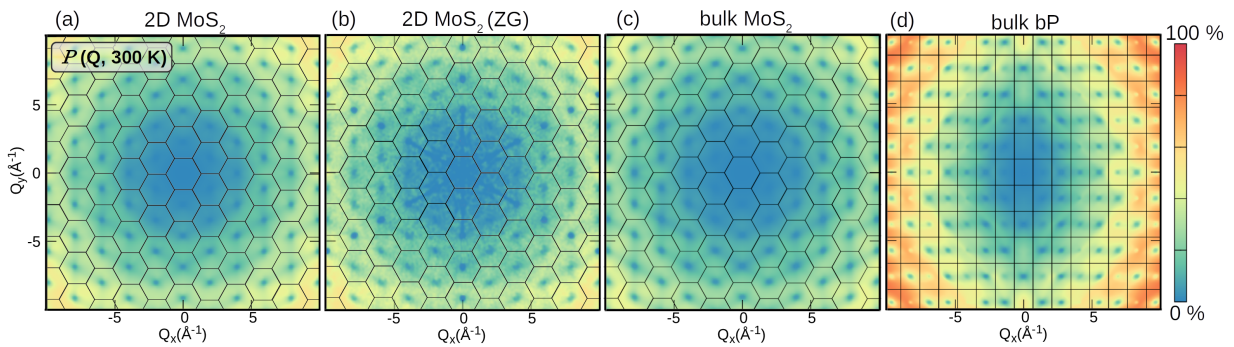 (a) 2D MoS2
(b) 2D MoS2 (ZG)
(c) bulk MoS2
(d) bulk bP
𝒫 (Q, 300 K)
100 %
0 %
5
0
-5
Qy(Å-1)
-5 0 5
Qx(Å-1)
-5 0 5
Qx(Å-1)
-5 0 5
Qx(Å-1)
-5 0 5
Qx(Å-1)